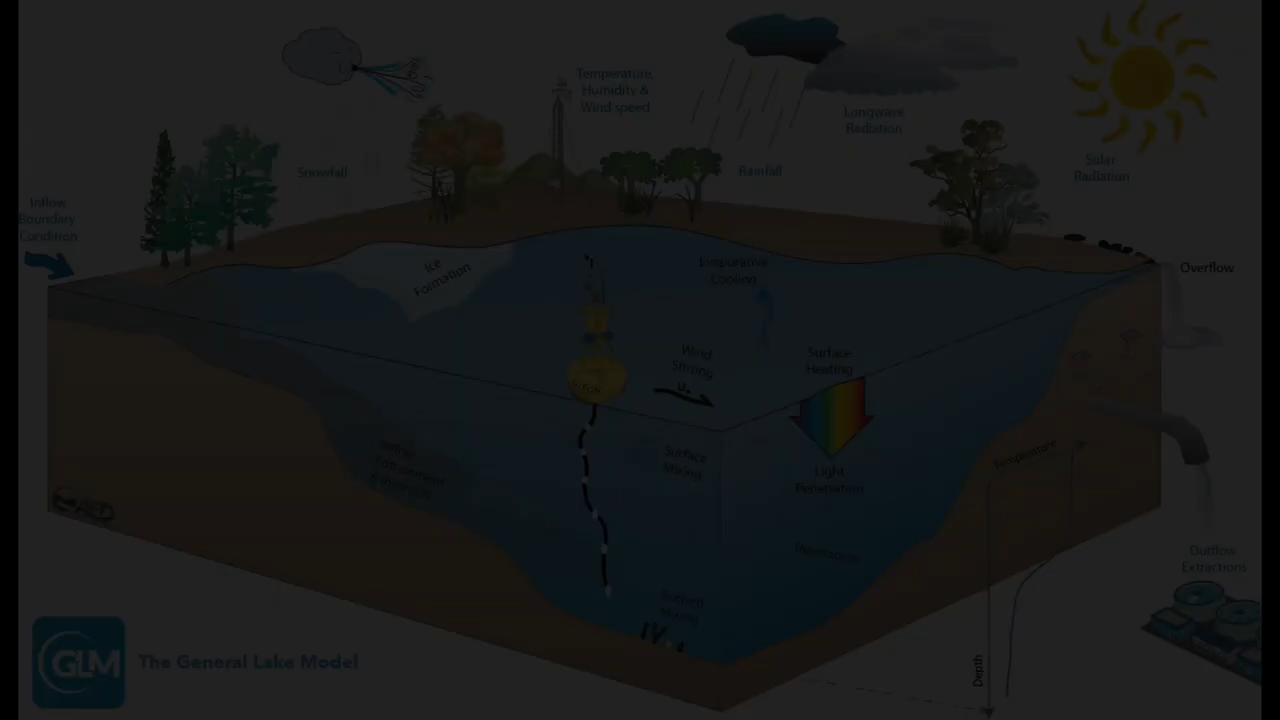 Temperature,
Humidity &
Wind speed
Longwave
Radiation
Solar
Radiation
Snowfall
Rainfall
Inflow
Boundary
Condition
Ice
Formation
Evaporative
Cooling
Overflow
Wind
Stirring
u*
Surface
Heating
Surface
Mixing
Light
Penetration
Temperature
Outflow
Extractions
Mixing
Depth
GLM
The General Lake Model